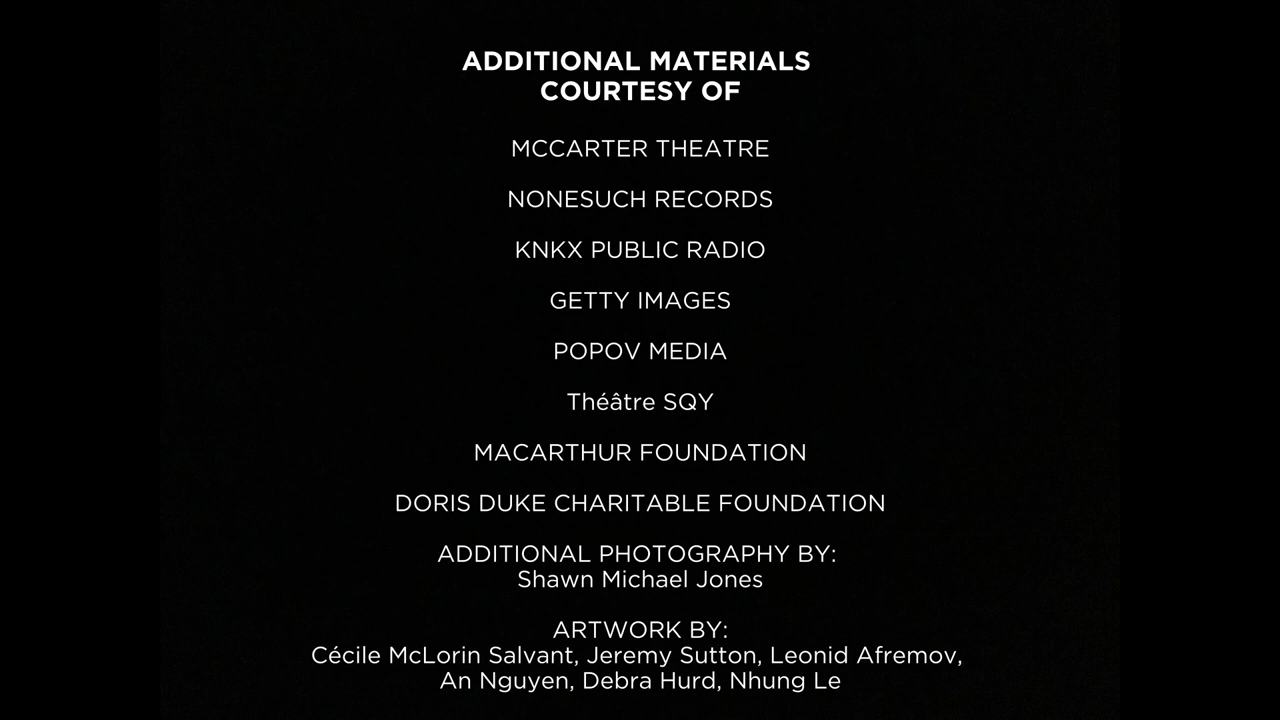 ADDITIONAL MATERIALS
COURTESY OF
MCCARTER THEATRE
NONESUCH RECORDS
KNKX PUBLIC RADIO
GETTY IMAGES
POPOV MEDIA
Théâtre SQY
MACARTHUR FOUNDATION
DORIS DUKE CHARITABLE FOUNDATION
ADDITIONAL PHOTOGRAPHY BY:
Shawn Michael Jones
ARTWORK BY:
Cécile McLorin Salvant, Jeremy Sutton, Leonid Afremov,
An Nguyen, Debra Hurd, Nhung Le